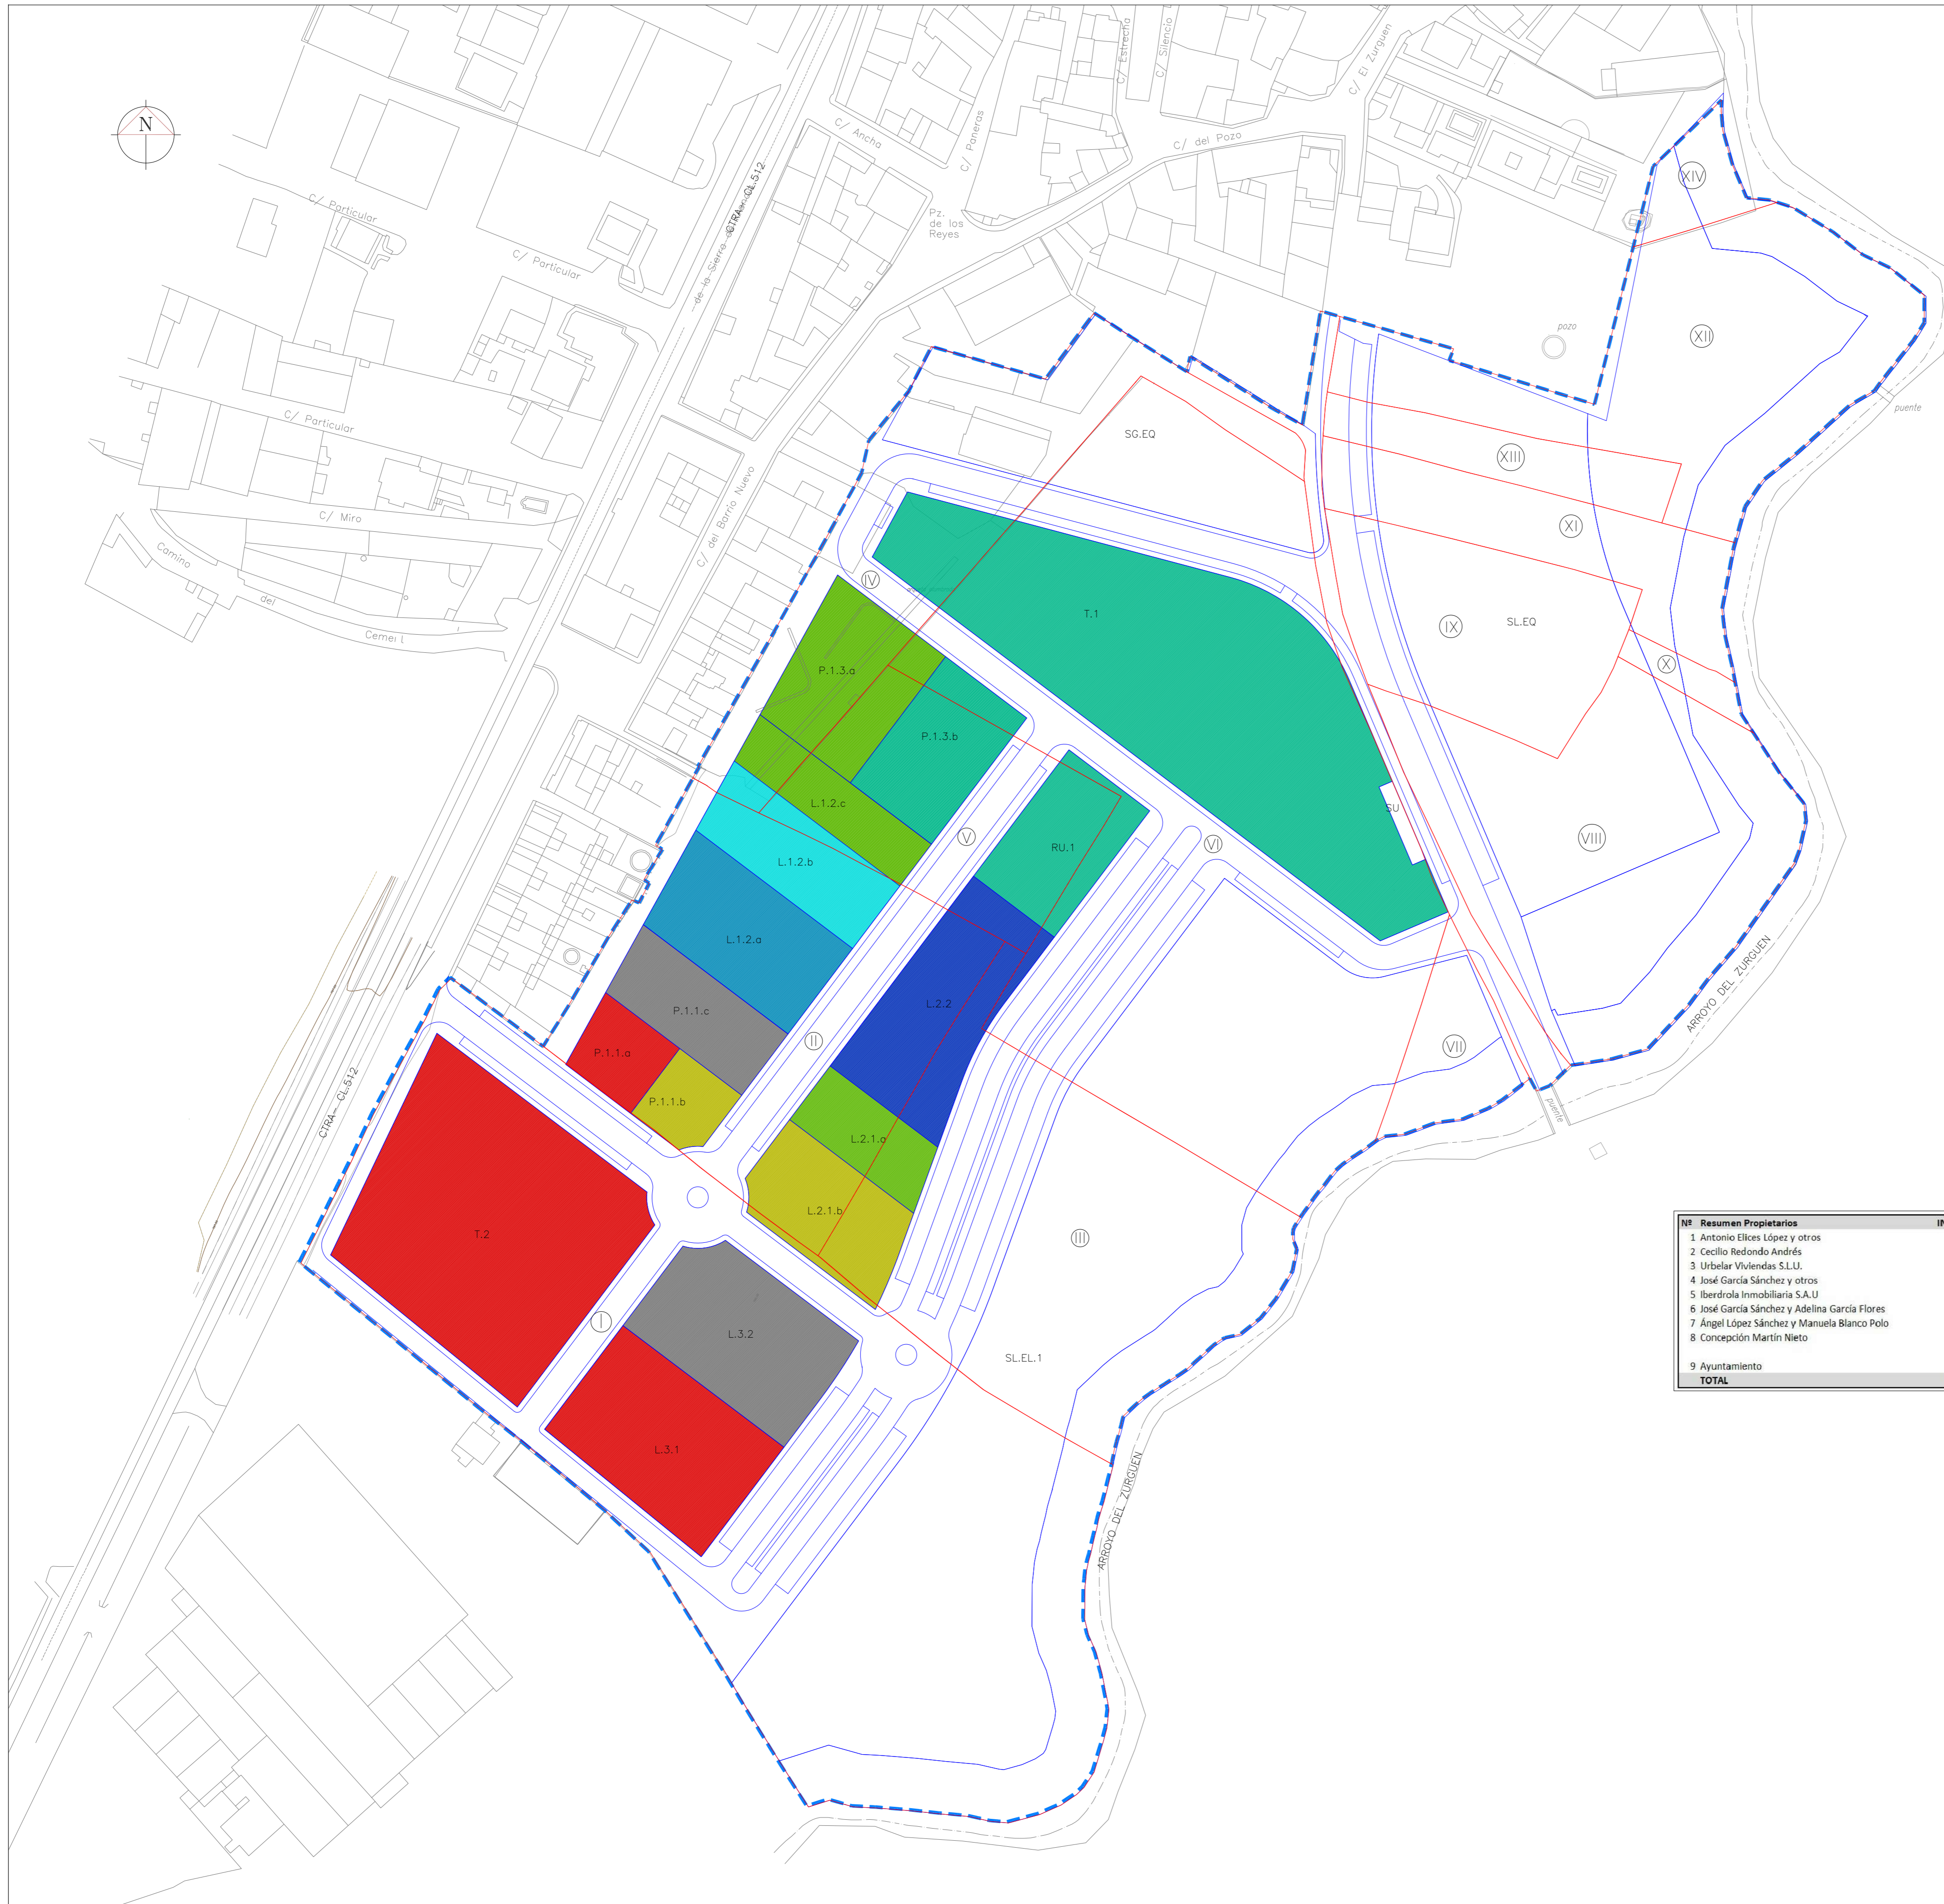 N
C/ Estrecha
C/ Silencio
C/ El Zurguen
C/ Ancha
C/ Paneras
C/ del Pozo
CTRA- CL.512
de la Sierra
C/ Particular
C/ Particular
Pz.
de los
Reyes
XIV
XII
pozo
puente
C/ Particular
SG.EQ
XIII
C/ del Barrio Nuevo
C/ Miro
XI
Camino
del
Cemei l
IV
T.1
IX
SL.EQ
X
P.1.3.a
P.1.3.b
L.1.2.c
SU
V
VI
VIII
RU.1
L.1.2.b
L.1.2.a
L.2.2
ARROYO DEL ZURGUEN
P.1.1.c
II
VII
P.1.1.a
P.1.1.b
puente
CTRA- CL.512
L.2.1.a
L.2.1.b
T.2
III
I
L.3.2
SL.EL.1
L.3.1
ARROYO DEL ZURGUEN
Nº Resumen Propietarios IN
1 Antonio Elices López y otros
2 Cecilio Redondo Andrés
3 Urbelar Viviendas S.L.U.
4 José García Sánchez y otros
5 Iberdrola Inmobiliaria S.A.U
6 José García Sánchez y Adelina García Flores
7 Ángel López Sánchez y Manuela Blanco Polo
8 Concepción Martín Nieto
9 Ayuntamiento
TOTAL